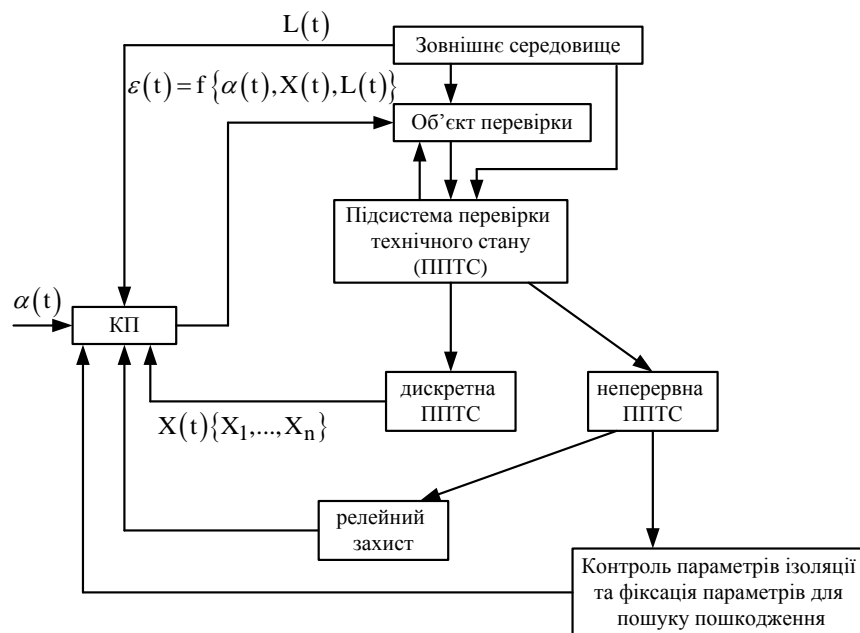 L(t)
Зовнішнє середовище
ε(t) = f{α(t), X(t), L(t)}
Об’єкт перевірки
Підсистема перевірки
технічного стану
(ППТС)
α(t)
КП
дискретна
ППТС
неперервна
ППТС
X(t){X₁,...,Xₙ}
релейний
захист
Контроль параметрів ізоляції
та фіксація параметрів для
пошуку пошкодження